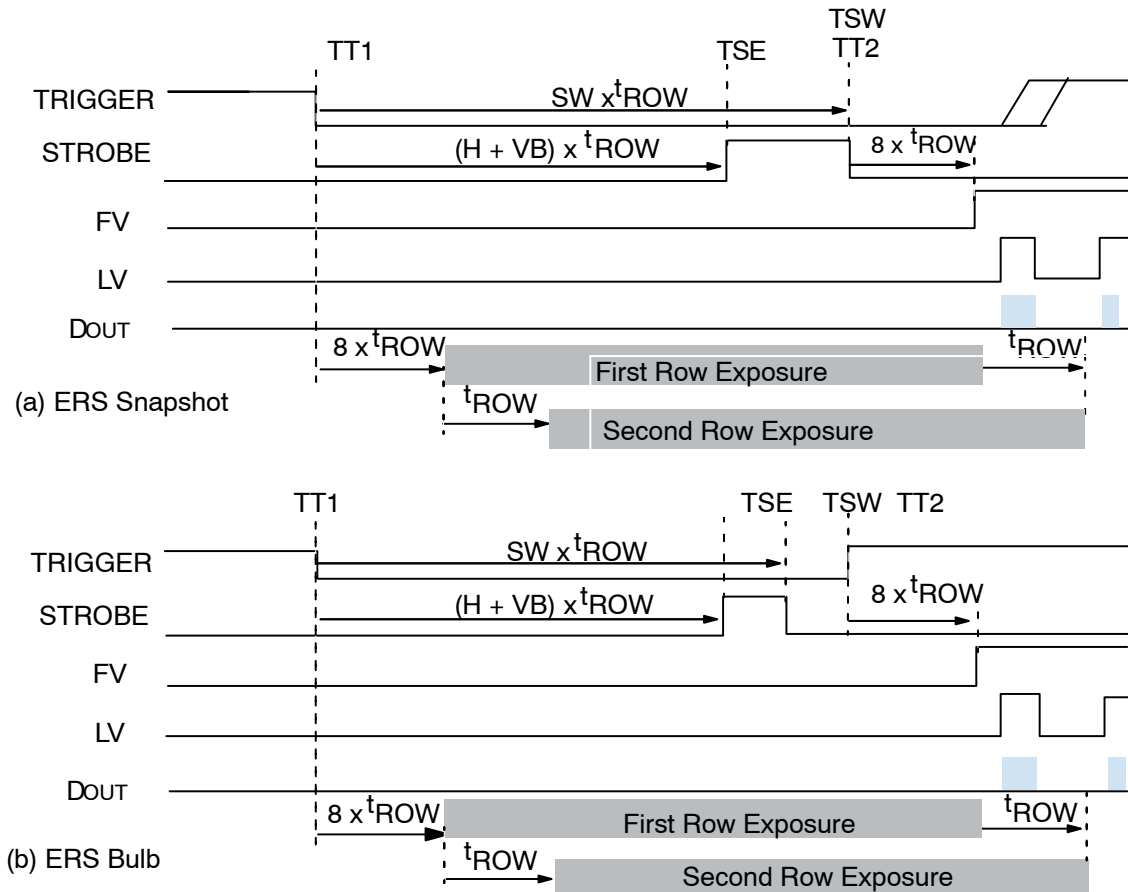 TSW
TT1 TSE TT2
TRIGGER SW x tROW
STROBE (H + VB) x tROW 8 x tROW
FV
LV
DOUT
8 x tROW First Row Exposure tROW
(a) ERS Snapshot
tROW Second Row Exposure
TT1 TSE TSW TT2
TRIGGER SW x tROW
STROBE (H + VB) x tROW 8 x tROW
FV
LV
DOUT
8 x tROW First Row Exposure tROW
(b) ERS Bulb
tROW Second Row Exposure